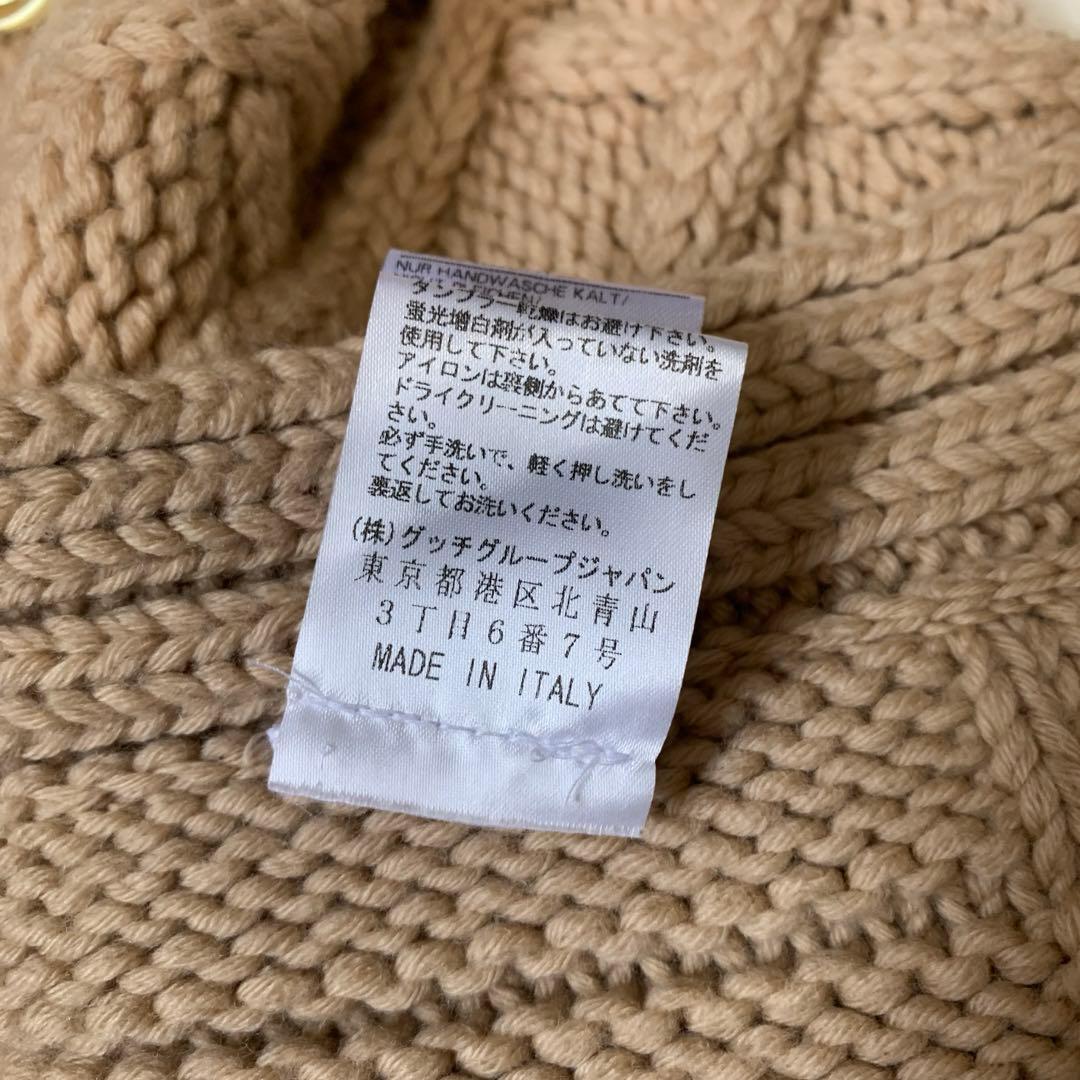 NUR HANDWÄSCHE KALT/
タンブラー乾燥はお避け下さい。
蛍光増白剤が入っていない洗剤を
使用して下さい。
アイロンは裏側からあてて下さい。
ドライクリーニングは避けてくだ
さい。
必ず手洗いで、軽く押し洗いをし
てください。
裏返してお洗いください。
(株)グッチグループジャパン
東京都港区北青山
3丁目6番7号
MADE IN ITALY